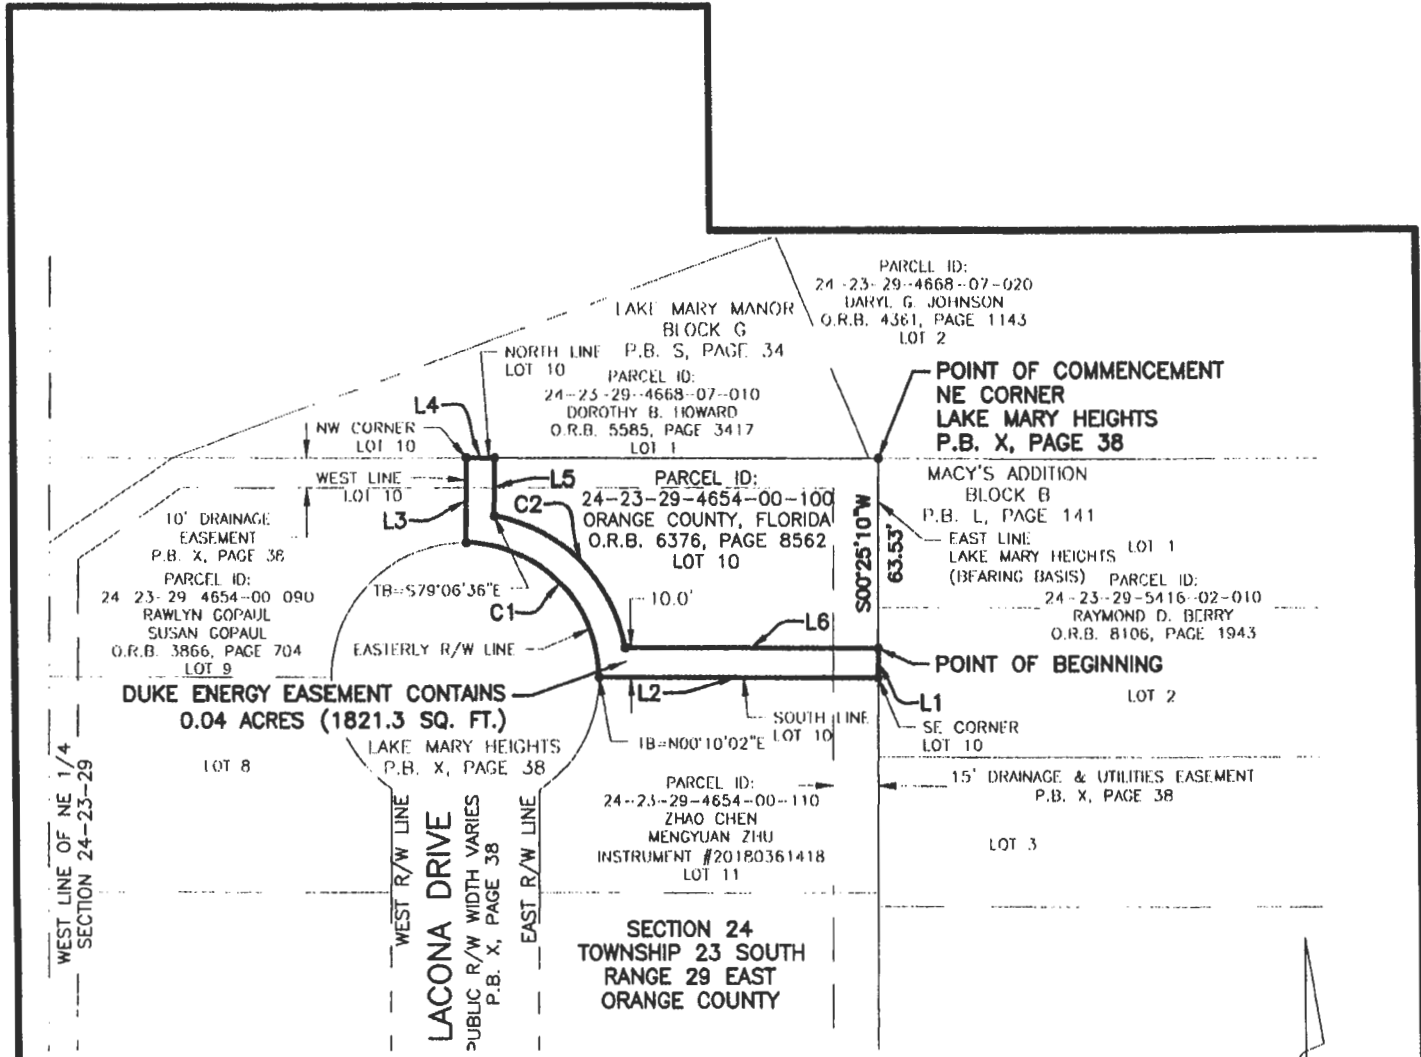 PARCEL ID:
24-23-29-4668-07-020
DARYL G. JOHNSON
O.R.B. 4361, PAGE 1143
LOT 2
LAKE MARY MANOR
BLOCK G
P.B. S, PAGE 34
NORTH LINE
LOT 10
PARCEL ID:
24-23-29-4668-07-010
DOROTHY B. HOWARD
O.R.B. 5585, PAGE 3417
LOT 1
POINT OF COMMENCEMENT
NE CORNER
LAKE MARY HEIGHTS
P.B. X, PAGE 38
L4
NW CORNER
LOT 10
WEST LINE
LOT 10
L3
L5
C2
PARCEL ID:
24-23-29-4654-00-100
ORANGE COUNTY, FLORIDA
O.R.B. 6376, PAGE 8562
LOT 10
S00°25'10"W
63.53'
MACY'S ADDITION
BLOCK B
P.B. L, PAGE 141
EAST LINE
LAKE MARY HEIGHTS
(BEARING BASIS)
LOT 1
PARCEL ID:
24-23-29-5416-02-010
RAYMOND D. BERRY
O.R.B. 8106, PAGE 1943
10' DRAINAGE
EASEMENT
P.B. X, PAGE 38
PARCEL ID:
24 23-29 4654-00 090
RAWLYN GOPAUL
SUSAN GOPAUL
O.R.B. 3866, PAGE 704
LOT 9
TB=S79°06'36"E
C1
10.0'
L6
EASTERLY R/W LINE
POINT OF BEGINNING
LOT 2
DUKE ENERGY EASEMENT CONTAINS
0.04 ACRES (1821.3 SQ. FT.)
L2
L1
SOUTH LINE
LOT 10
SE CORNER
LOT 10
TB=N00°10'02"E
LAKE MARY HEIGHTS
P.B. X, PAGE 38
LOT 8
PARCEL ID:
24-23-29-4654-00-110
ZHAO CHEN
MENGYUAN ZHU
INSTRUMENT #20180361418
LOT 11
15' DRAINAGE & UTILITIES EASEMENT
P.B. X, PAGE 38
LOT 3
WEST LINE OF NE 1/4
SECTION 24-23-29
WEST R/W LINE
LACONA DRIVE
PUBLIC R/W WIDTH VARIES
P.B. X, PAGE 38
EAST R/W LINE
SECTION 24
TOWNSHIP 23 SOUTH
RANGE 29 EAST
ORANGE COUNTY